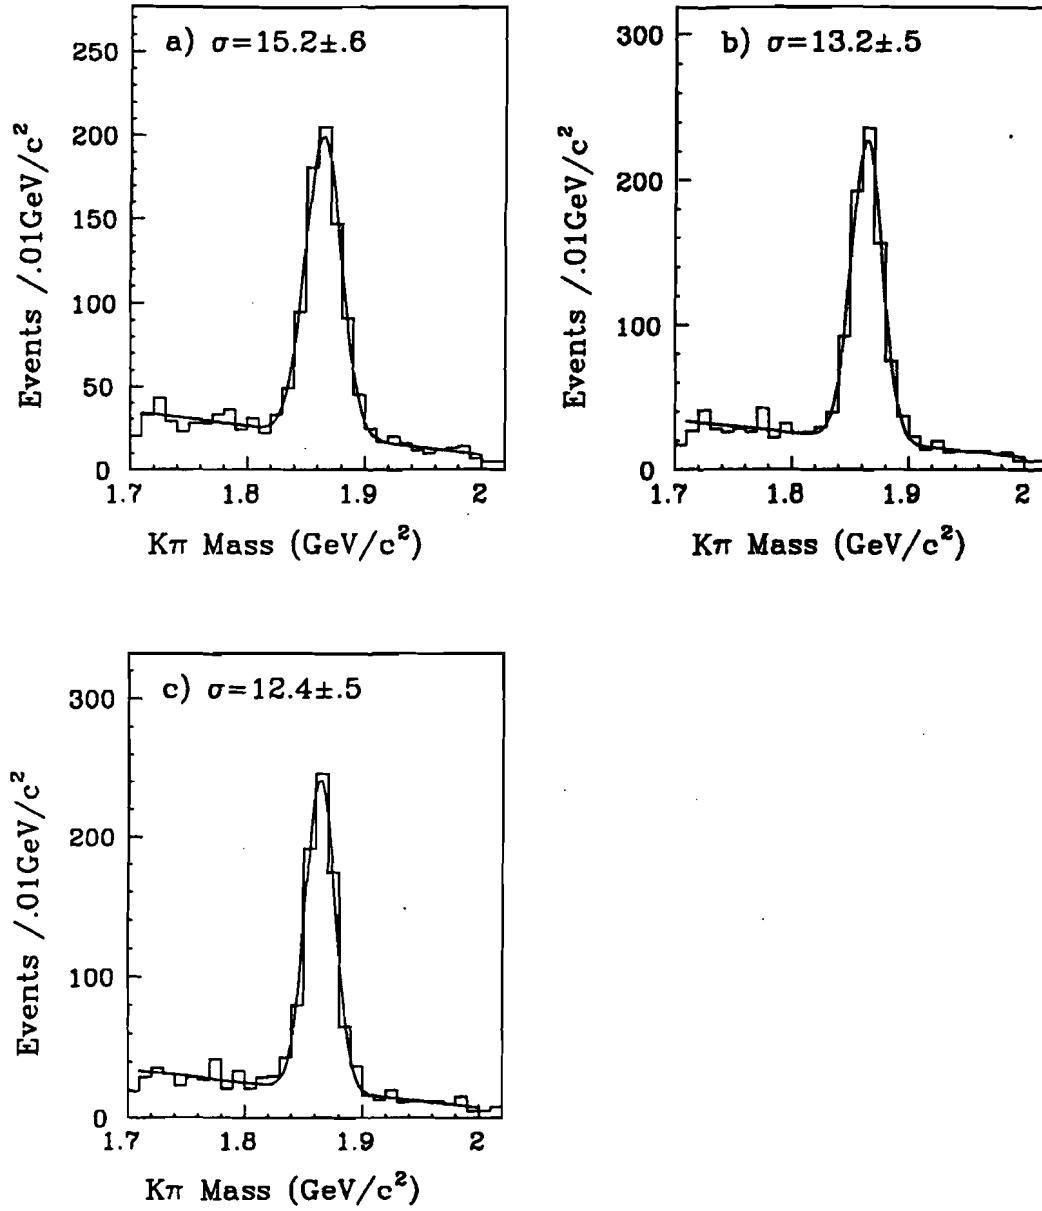 a) σ=15.2±.6
250
200
150
100
50
0
1.7 1.8 1.9 2
Events /.01GeV/c²
Kπ Mass (GeV/c²)
b) σ=13.2±.5
300
200
100
0
1.7 1.8 1.9 2
Events /.01GeV/c²
Kπ Mass (GeV/c²)
c) σ=12.4±.5
300
200
100
0
1.7 1.8 1.9 2
Events /.01GeV/c²
Kπ Mass (GeV/c²)